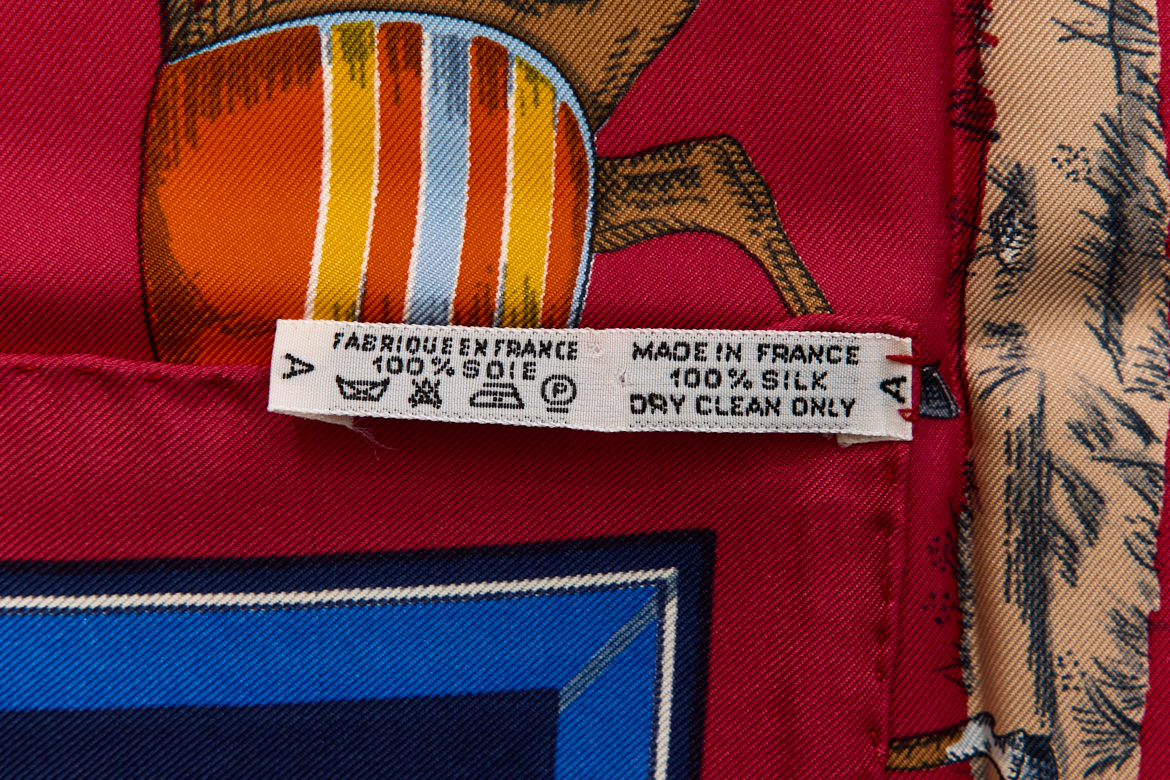 A
FABRIQUE EN FRANCE
100% SOIE
P
MADE IN FRANCE
100% SILK
DRY CLEAN ONLY
A